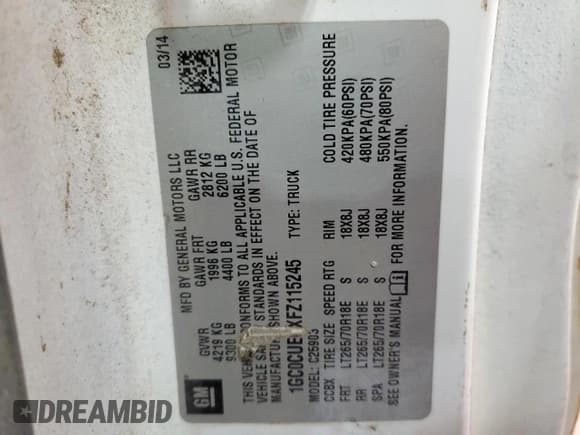 GM
MFD BY GENERAL MOTORS LLC 03/14
GVWR GAWR FRT GAWR RR
4219 KG 1996 KG 2812 KG
9300 LB 4400 LB 6200 LB
THIS VEHICLE CONFORMS TO ALL APPLICABLE U.S. FEDERAL MOTOR
VEHICLE STANDARDS IN EFFECT ON THE DATE OF
MANUFACTURE SHOWN ABOVE.
TYPE: TRUCK
MODEL: C25903
CCBX TIRE SIZE SPEED RTG RIM COLD TIRE PRESSURE
FRT LT265/70R18E S 18X8J 420KPA(60PSI)
RR LT265/70R18E S 18X8J 480KPA(70PSI)
SPA LT265/70R18E S 18X8J 550KPA(80PSI)
SEE OWNER'S MANUAL FOR MORE INFORMATION.
DREAMBID